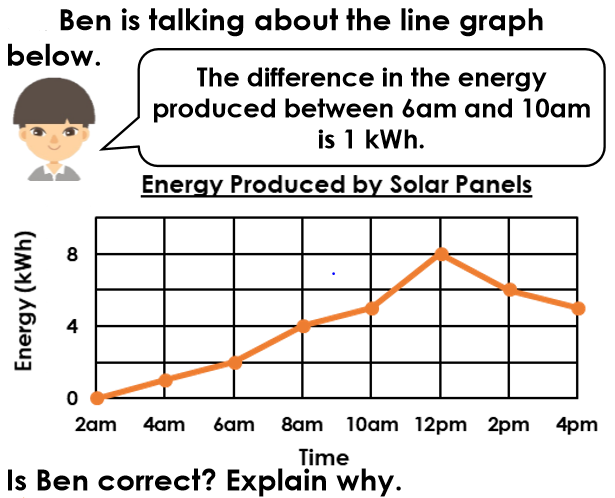 Ben is talking about the line graph
below.
The difference in the energy
produced between 6am and 10am
is 1 kWh.
Energy Produced by Solar Panels
Energy (kWh)
8
4
0
2am 4am 6am 8am 10am 12pm 2pm 4pm
Time
Is Ben correct? Explain why.